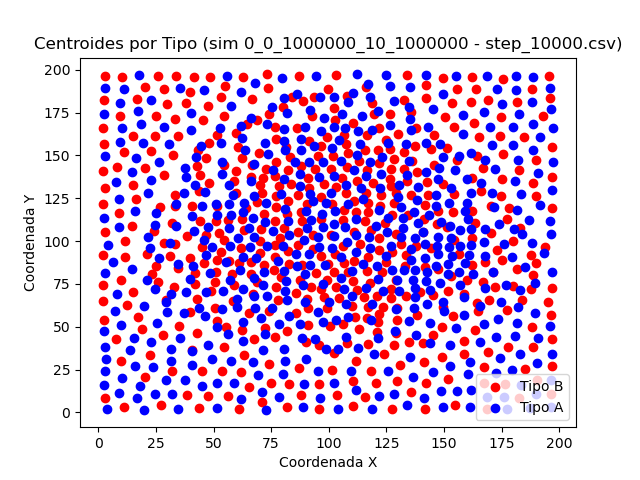 Centroides por Tipo (sim 0_0_1000000_10_1000000 - step_10000.csv)
200
175
150
125
100
75
50
25
0
Coordenada Y
0 25 50 75 100 125 150 175 200
Coordenada X
Tipo B
Tipo A